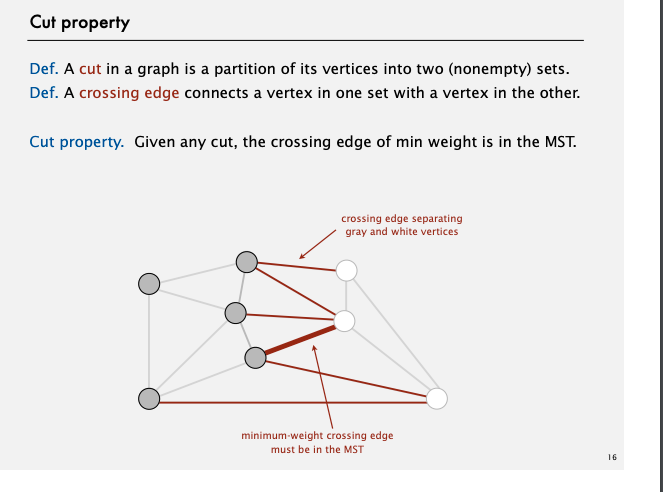 Cut property
Def. A cut in a graph is a partition of its vertices into two (nonempty) sets.
Def. A crossing edge connects a vertex in one set with a vertex in the other.
Cut property. Given any cut, the crossing edge of min weight is in the MST.
crossing edge separating
gray and white vertices
minimum-weight crossing edge
must be in the MST
16